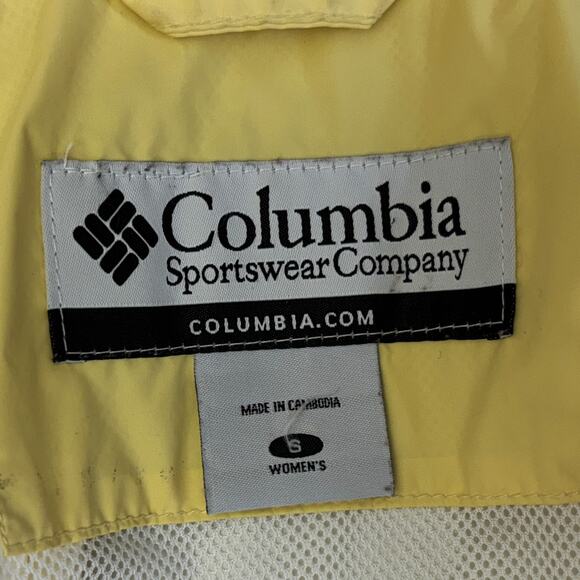 Columbia
Sportswear Company
COLUMBIA.COM
MADE IN CAMBODIA
S
WOMEN'S